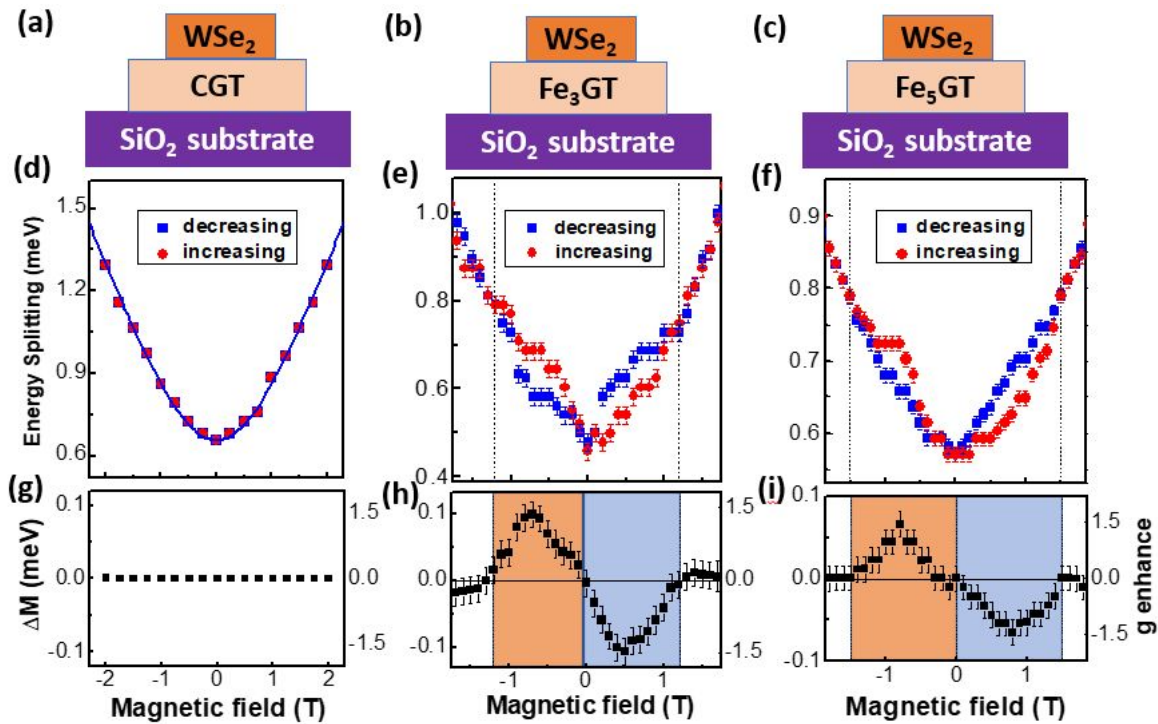 (a)
WSe₂
CGT
SiO₂ substrate
(b)
WSe₂
Fe₃GT
SiO₂ substrate
(c)
WSe₂
Fe₅GT
SiO₂ substrate
(d)
Energy Splitting (meV)
1.5
1.2
0.9
0.6
decreasing
increasing
-2 -1 0 1 2
(e)
1.0
0.8
0.6
0.4
decreasing
increasing
(f)
0.9
0.8
0.7
0.6
decreasing
increasing
(g)
ΔM (meV)
0.1
0.0
-0.1
1.5
0.0
-1.5
-2 -1 0 1 2
Magnetic field (T)
(h)
0.1
0.0
-0.1
1.5
0.0
-1.5
-1 0 1
Magnetic field (T)
(i)
0.1
0.0
-0.1
1.5
0.0
-1.5
g enhance
-1 0 1
Magnetic field (T)